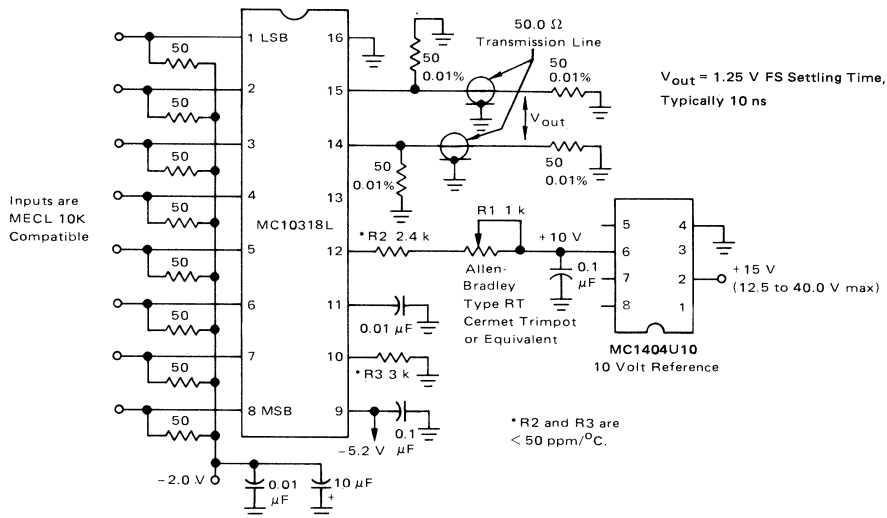 50.0 Ω
Transmission Line
1 LSB
16
50
50
0.01%
50
0.01%
Vout = 1.25 V FS Settling Time,
Typically 10 ns
2
15
50
Vout
3
14
50
50
0.01%
50
0.01%
Inputs are
MECL 10K
Compatible
4
13
50
MC10318L
R1 1 k
5
12
*R2 2.4 k
+10 V
50
Allen-
Bradley
Type RT
Cermet Trimpot
or Equivalent
0.1
μF
5
4
6
3
7
2
8
1
+15 V
(12.5 to 40.0 V max)
MC1404U10
10 Volt Reference
6
11
50
0.01 μF
7
10
50
*R3 3 k
8 MSB
9
50
−5.2 V
0.1
μF
*R2 and R3 are
< 50 ppm/°C.
−2.0 V
0.01
μF
10 μF
+